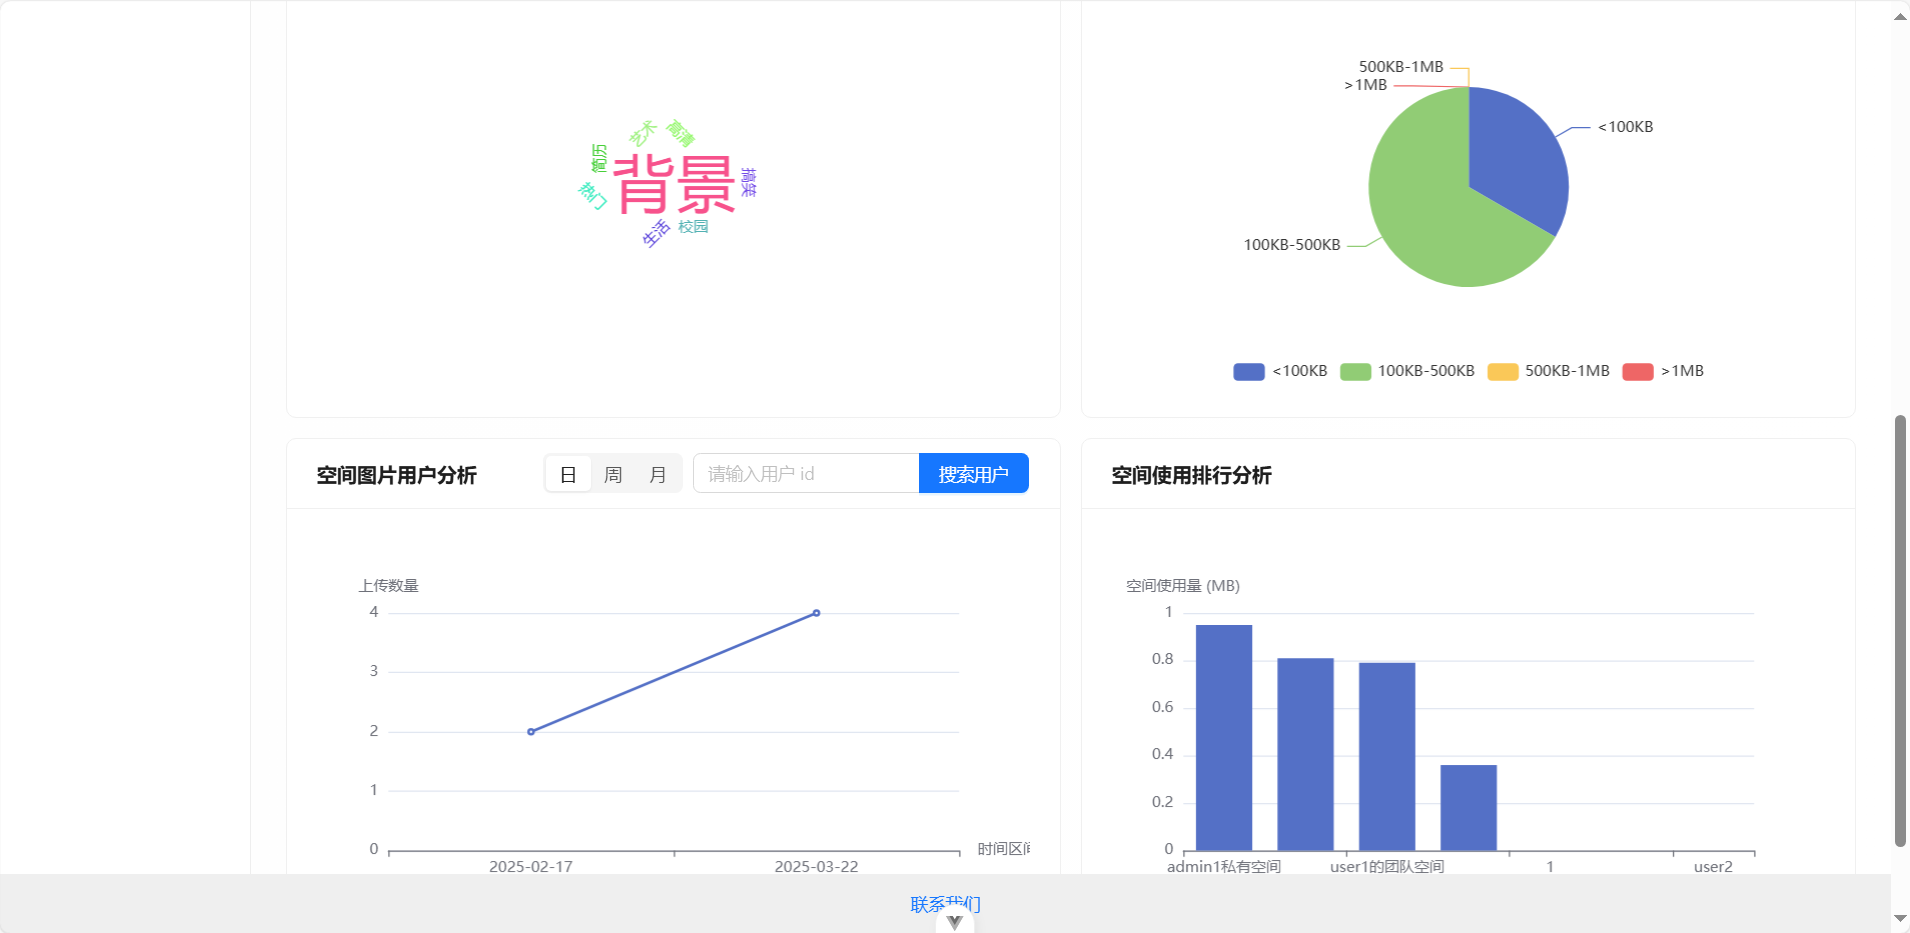 艺术
高清
简历
背景
搞笑
热门
生活
校园
500KB-1MB
>1MB
<100KB
100KB-500KB
<100KB 100KB-500KB 500KB-1MB >1MB
空间图片用户分析
日 周 月
请输入用户 id
搜索用户
上传数量
4
3
2
1
0
2025-02-17 2025-03-22
时间区
空间使用排行分析
空间使用量 (MB)
1
0.8
0.6
0.4
0.2
0
admin1私有空间 user1的团队空间 1 user2
联系我们